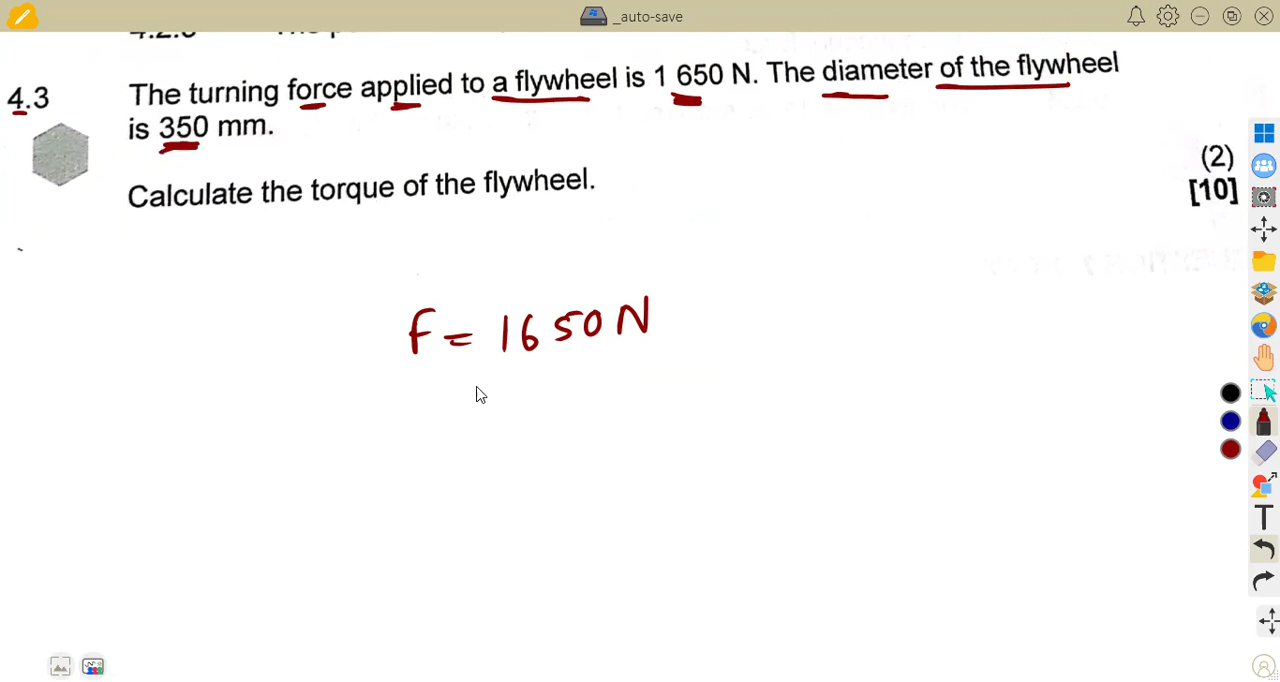 _auto-save
4.3 The turning force applied to a flywheel is 1 650 N. The diameter of the flywheel
is 350 mm.
(2)
Calculate the torque of the flywheel.
[10]
F = 1650 N
T